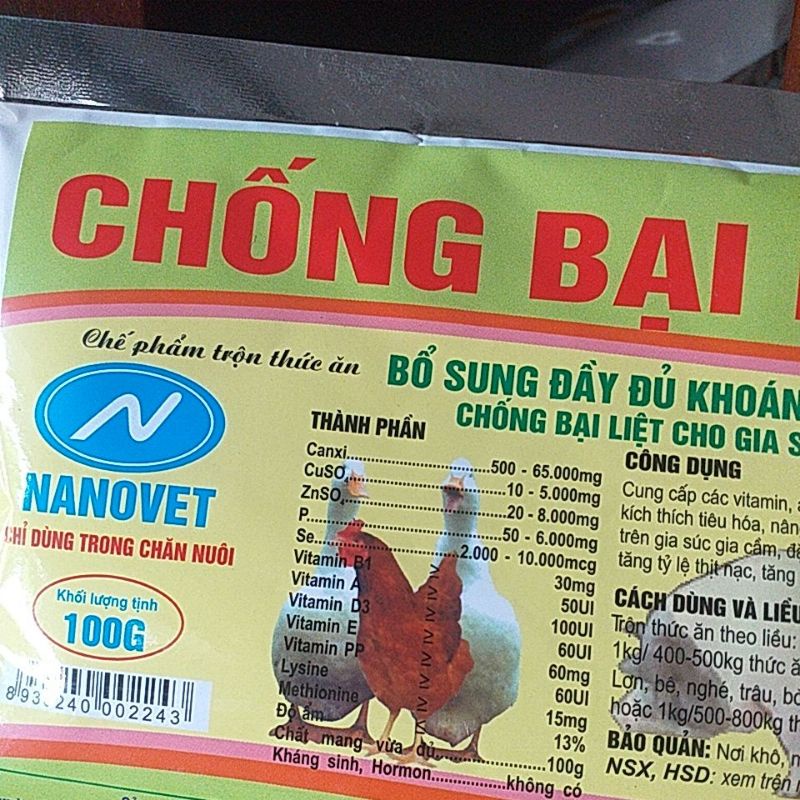 CHỐNG BẠI
Chế phẩm trộn thức ăn
BỔ SUNG ĐẦY ĐỦ KHOÁN
CHỐNG BẠI LIỆT CHO GIA S
NANOVET
CHỈ DÙNG TRONG CHĂN NUÔI
Khối lượng tịnh
100G
8 936240 002243
THÀNH PHẦN
Canxi...............500 - 65.000mg
CuSO₄...............10 - 5.000mg
ZnSO₄...............20 - 8.000mg
P...............50 - 6.000mg
Se...............2.000 - 10.000mcg
Vitamin B1 ≥ 30mg
Vitamin A ≥ 50UI
Vitamin D3 ≥ 100UI
Vitamin E ≥ 60UI
Vitamin PP ≥ 60mg
Lysine ≥ 60UI
Methionine ≥ 15mg
Độ ẩm ≤ 13%
Chất mang vừa đủ...............100g
Kháng sinh, Hormon...............không có
CÔNG DỤNG
Cung cấp các vitamin,
kích thích tiêu hóa, nân
trên gia súc gia cầm,
tăng tỷ lệ thịt nạc, tăng
CÁCH DÙNG VÀ LIỀU
Trộn thức ăn theo liều:
1kg/ 400-500kg thức ă
Lợn, bê, nghé, trâu, bò
hoặc 1kg/500-800kg th
BẢO QUẢN: Nơi khô,
NSX, HSD: xem trên